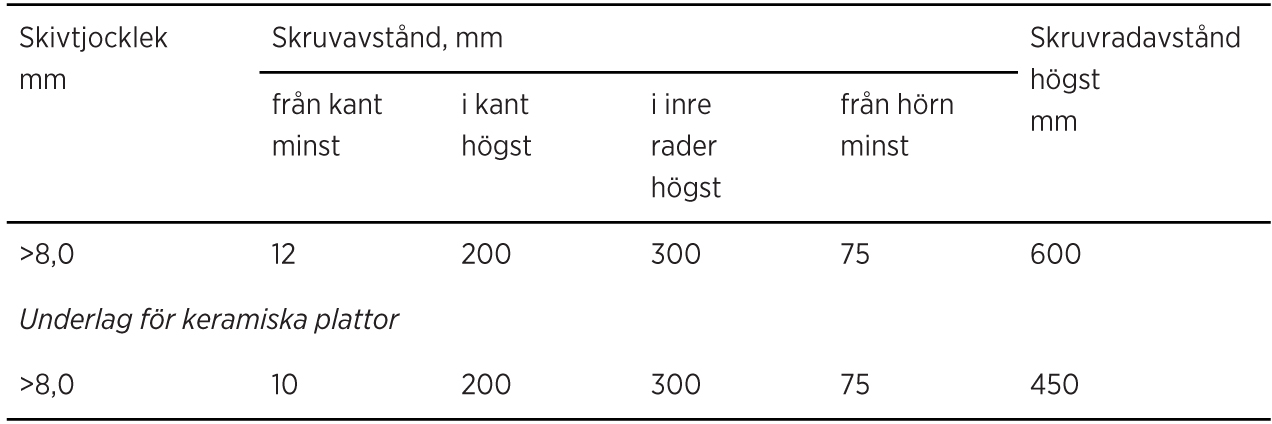 Skivtjocklek Skruvavstånd, mm Skruvradavstånd
mm högst
från kant i kant i inre från hörn mm
minst högst rader minst
högst
>8,0 12 200 300 75 600
Underlag för keramiska plattor
>8,0 10 200 300 75 450